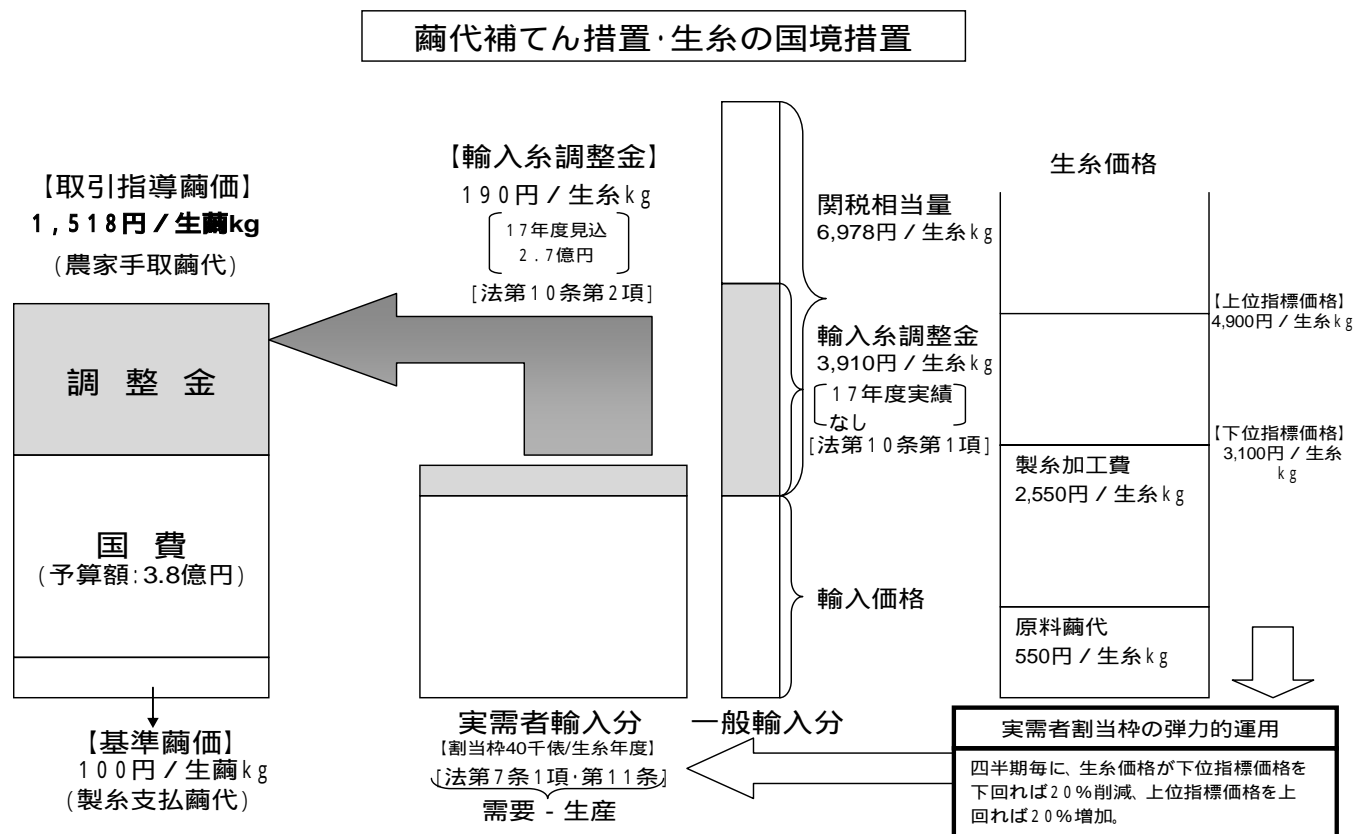 繭代補てん措置･生糸の国境措置
【取引指導繭価】
1,518円／生繭kg
(農家手取繭代)
調 整 金
国 費
(予算額:3.8億円)
【基準繭価】
100円／生繭kg
(製糸支払繭代)
【輸入糸調整金】
190円／生糸kg
17年度見込
2.7億円
[法第10条第2項]
実需者輸入分
【割当枠40千俵/生糸年度】
[法第7条1項･第11条]
需要 - 生産
関税相当量
6,978円／生糸kg
輸入糸調整金
3,910円／生糸kg
17年度実績
なし
[法第10条第1項]
輸入価格
一般輸入分
生糸価格
【上位指標価格】
4,900円／生糸kg
【下位指標価格】
3,100円／生糸
kg
製糸加工費
2,550円／生糸kg
原料繭代
550円／生糸kg
実需者割当枠の弾力的運用
四半期毎に、生糸価格が下位指標価格を
下回れば20％削減、上位指標価格を上
回れば20％増加。